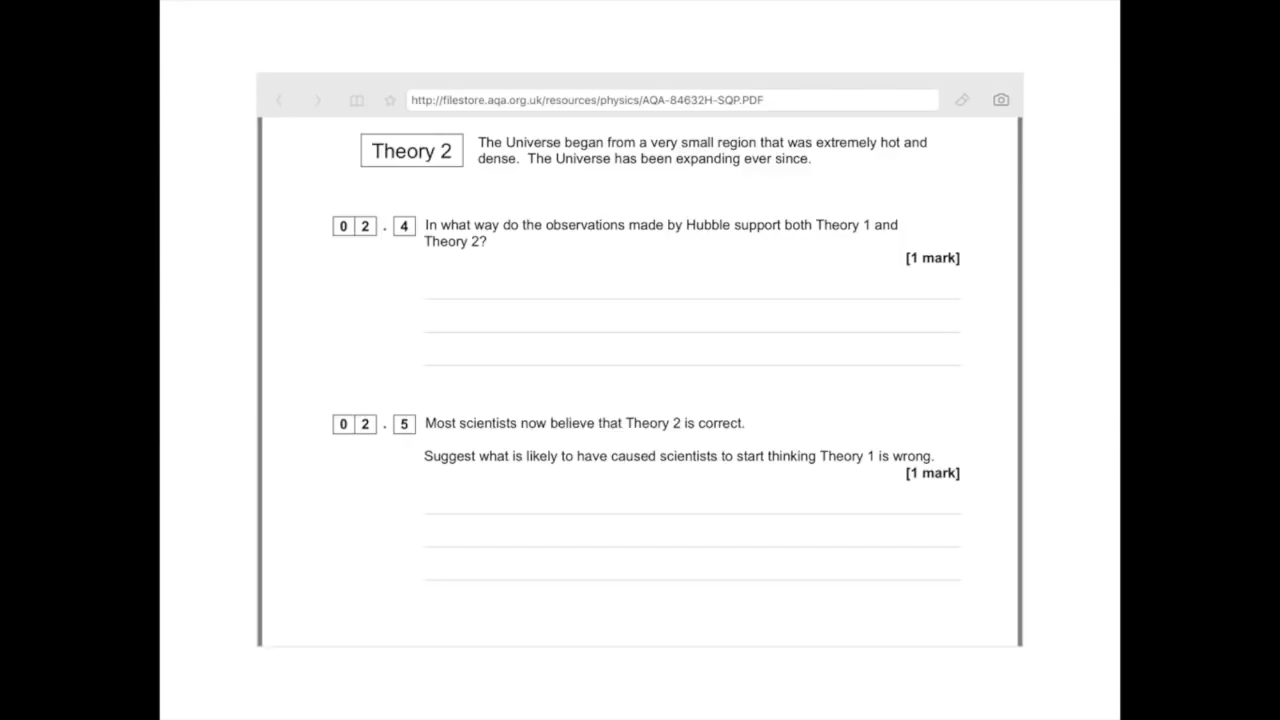 http://filestore.aqa.org.uk/resources/physics/AQA-84632H-SQP.PDF
Theory 2
The Universe began from a very small region that was extremely hot and
dense. The Universe has been expanding ever since.
0 2 . 4 In what way do the observations made by Hubble support both Theory 1 and
Theory 2?
[1 mark]
0 2 . 5 Most scientists now believe that Theory 2 is correct.
Suggest what is likely to have caused scientists to start thinking Theory 1 is wrong.
[1 mark]